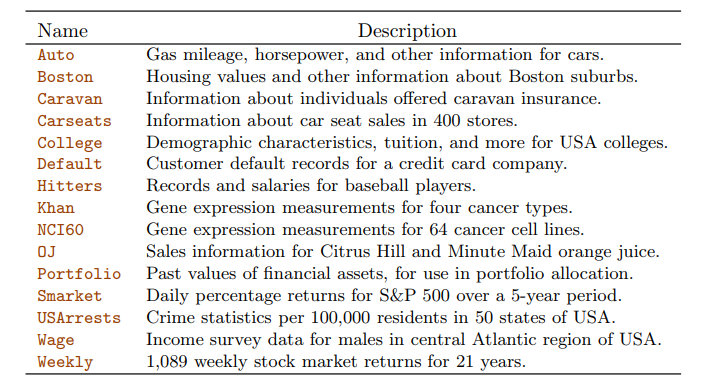 Name Description
Auto Gas mileage, horsepower, and other information for cars.
Boston Housing values and other information about Boston suburbs.
Caravan Information about individuals offered caravan insurance.
Carseats Information about car seat sales in 400 stores.
College Demographic characteristics, tuition, and more for USA colleges.
Default Customer default records for a credit card company.
Hitters Records and salaries for baseball players.
Khan Gene expression measurements for four cancer types.
NCI60 Gene expression measurements for 64 cancer cell lines.
OJ Sales information for Citrus Hill and Minute Maid orange juice.
Portfolio Past values of financial assets, for use in portfolio allocation.
Smarket Daily percentage returns for S&P 500 over a 5-year period.
USArrests Crime statistics per 100,000 residents in 50 states of USA.
Wage Income survey data for males in central Atlantic region of USA.
Weekly 1,089 weekly stock market returns for 21 years.